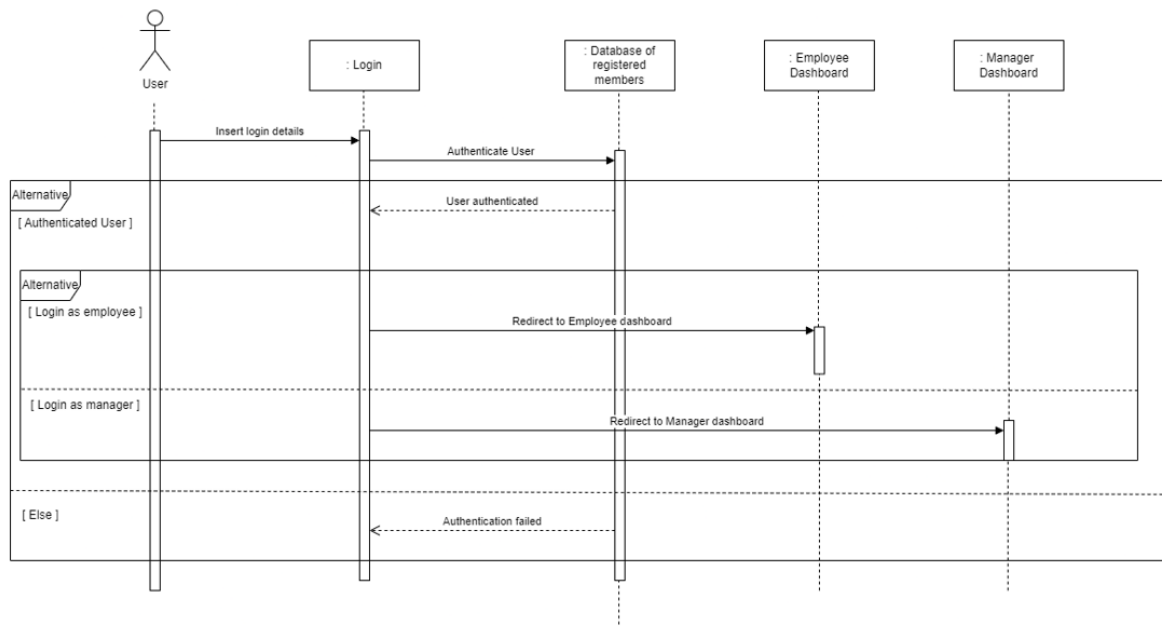 User
: Login
: Database of
registered
members
: Employee
Dashboard
: Manager
Dashboard
Insert login details
Authenticate User
Alternative
User authenticated
[ Authenticated User ]
Alternative
[ Login as employee ]
Redirect to Employee dashboard
[ Login as manager ]
Redirect to Manager dashboard
[ Else ]
Authentication failed